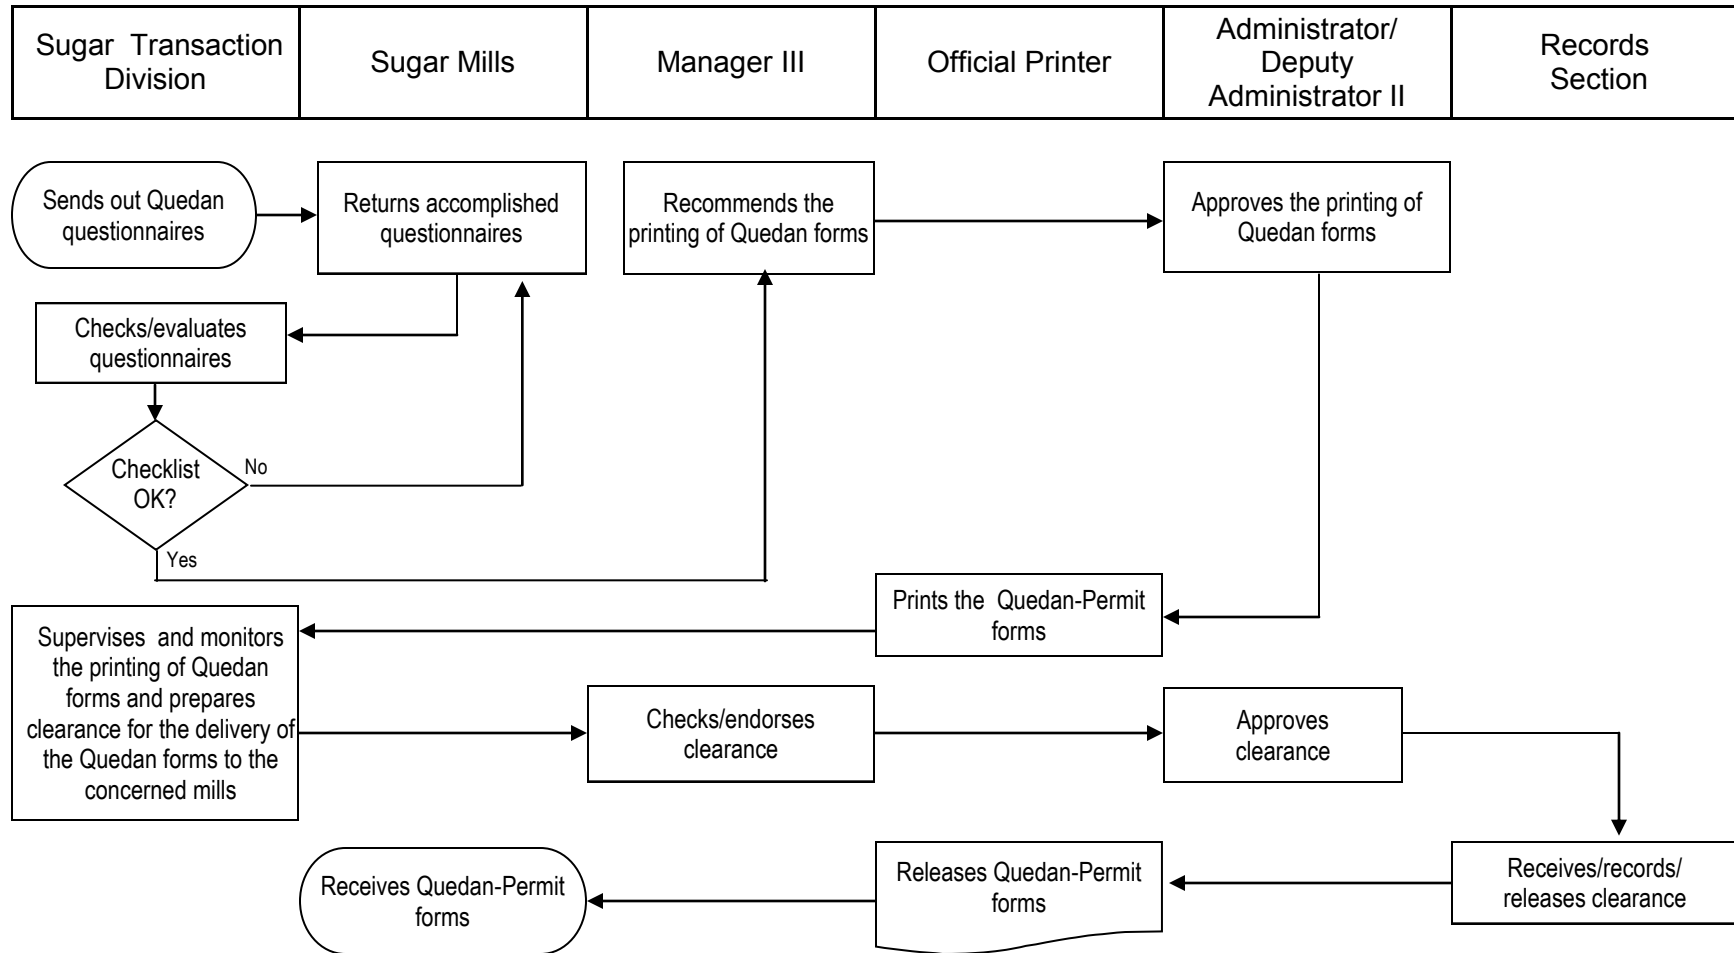 Sugar Transaction
Division
Sugar Mills
Manager III
Official Printer
Administrator/
Deputy
Administrator II
Records
Section
Sends out Quedan
questionnaires
Returns accomplished
questionnaires
Recommends the
printing of Quedan forms
Approves the printing of
Quedan forms
Checks/evaluates
questionnaires
Checklist
OK?
No
Yes
Prints the Quedan-Permit
forms
Supervises and monitors
the printing of Quedan
forms and prepares
clearance for the delivery of
the Quedan forms to the
concerned mills
Checks/endorses
clearance
Approves
clearance
Receives/records/
releases clearance
Releases Quedan-Permit
forms
Receives Quedan-Permit
forms